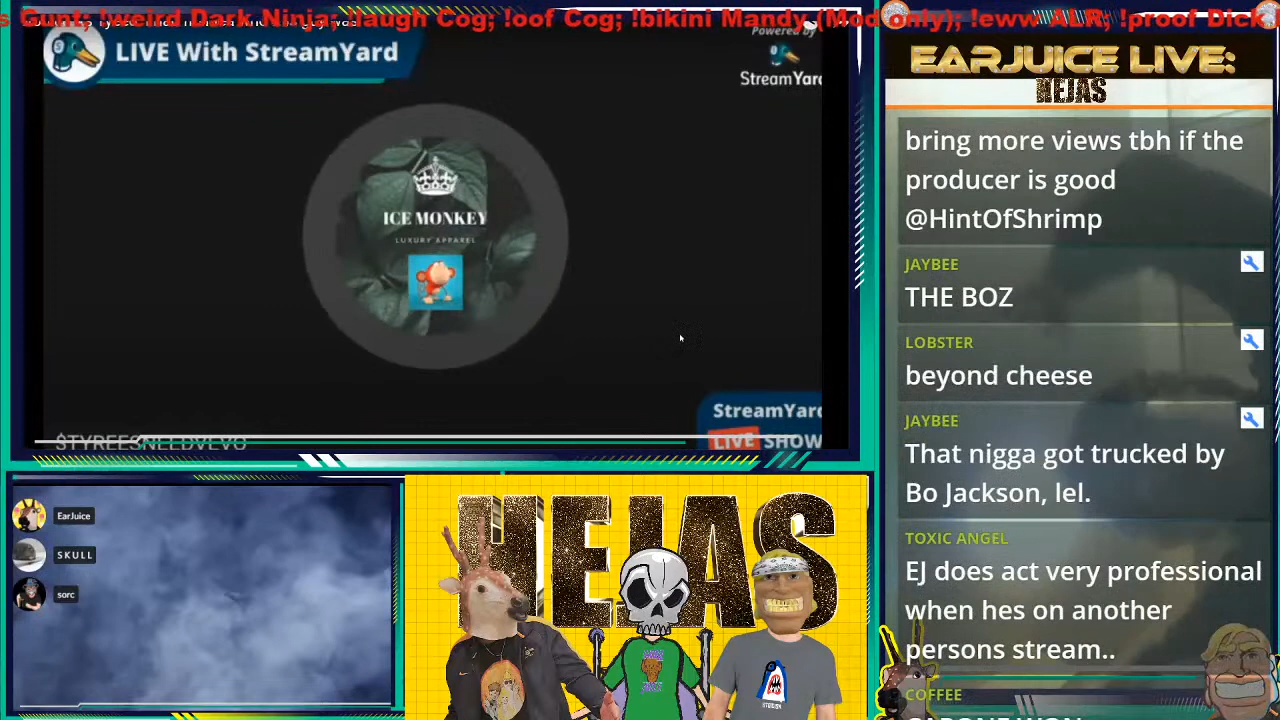 s Gunt; !weird Dark Ninja; !laugh Cog; !oof Cog; !bikini Mandy (Mod only); !eww ALR; !proof Dick
LIVE With StreamYard
Powered by
StreamYard
ICE MONKEY
LUXURY APPAREL
StreamYard
LIVE SHOW
$TYREESNEEDVEVO
EarJuice
SKULL
sorc
HEJAS
EARJUICE LIVE:
HEJAS
bring more views tbh if the
producer is good
@HintOfShrimp
JAYBEE
THE BOZ
LOBSTER
beyond cheese
JAYBEE
That nigga got trucked by
Bo Jackson, lel.
TOXIC ANGEL
EJ does act very professional
when hes on another
persons stream..
COFFEE